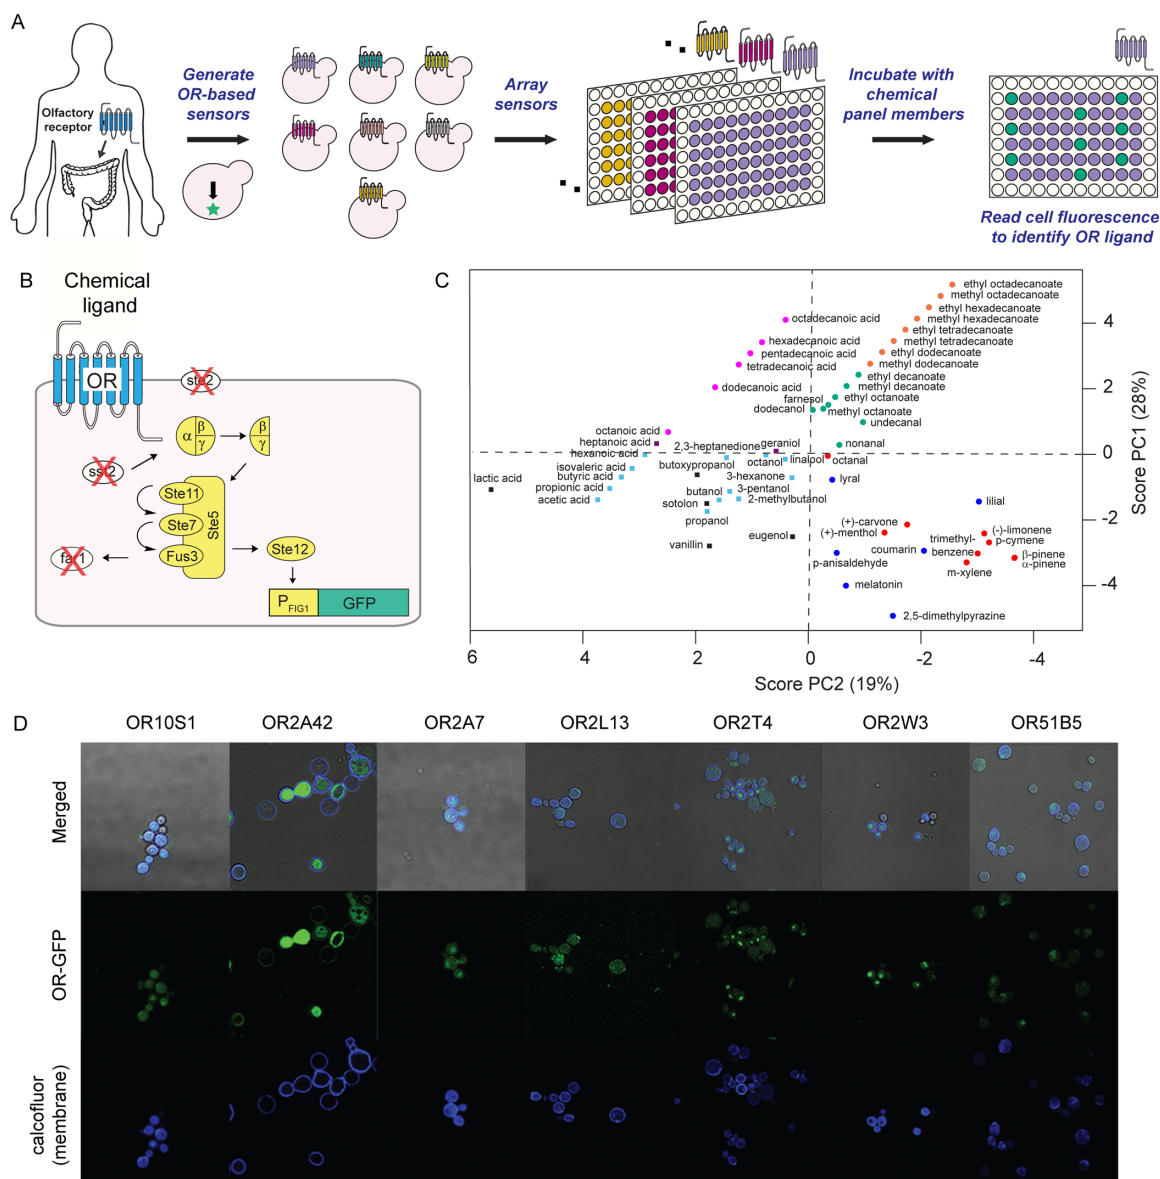 A
Olfactory
receptor
Generate
OR-based
sensors
Array
sensors
Incubate with
chemical
panel members
Read cell fluorescence
to identify OR ligand
B
Chemical
ligand
OR
ste2
α
β
γ
β
γ
sst2
Ste11
Ste7
Fus3
Ste5
far1
Ste12
PFIG1
GFP
C
ethyl octadecanoate
methyl octadecanoate
ethyl hexadecanoate
methyl hexadecanoate
ethyl tetradecanoate
methyl tetradecanoate
ethyl dodecanoate
methyl dodecanoate
ethyl decanoate
methyl decanoate
ethyl octanoate
methyl octanoate
undecanal
farnesol
dodecanol
nonanal
octadecanoic acid
hexadecanoic acid
pentadecanoic acid
tetradecanoic acid
dodecanoic acid
octanoic acid
heptanoic acid
hexanoic acid
isovaleric acid
butyric acid
propionic acid
acetic acid
lactic acid
2,3-heptanedione
geraniol
butoxypropanol
octanol
linalpol
octanal
3-hexanone
lyral
butanol
3-pentanol
2-methylbutanol
sotolon
propanol
vanillin
eugenol
lilial
(+)-carvone
(+)-menthol
(-)-limonene
p-cymene
trimethyl-
benzene
coumarin
β-pinene
α-pinene
m-xylene
p-anisaldehyde
melatonin
2,5-dimethylpyrazine
4
2
0
-2
-4
Score PC1 (28%)
6
4
2
0
-2
-4
Score PC2 (19%)
D
OR10S1
OR2A42
OR2A7
OR2L13
OR2T4
OR2W3
OR51B5
Merged
OR-GFP
calcofluor
(membrane)